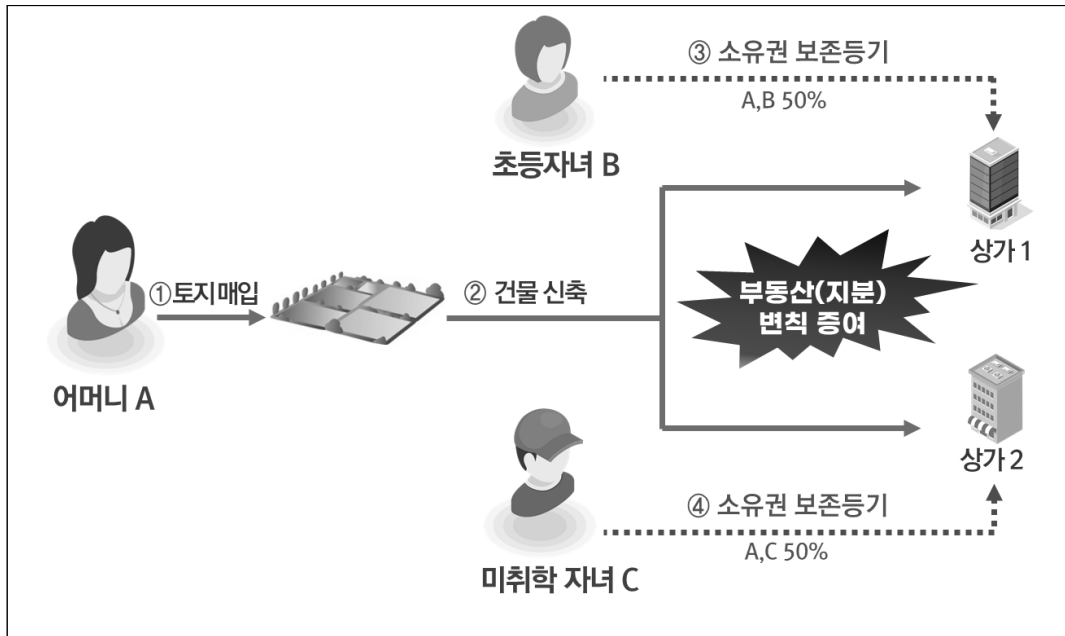 ③ 소유권 보존등기
A,B 50%
초등자녀 B
상가 1
①토지 매입
② 건물 신축
부동산(지분)
변칙 증여
어머니 A
상가 2
④ 소유권 보존등기
A,C 50%
미취학 자녀 C